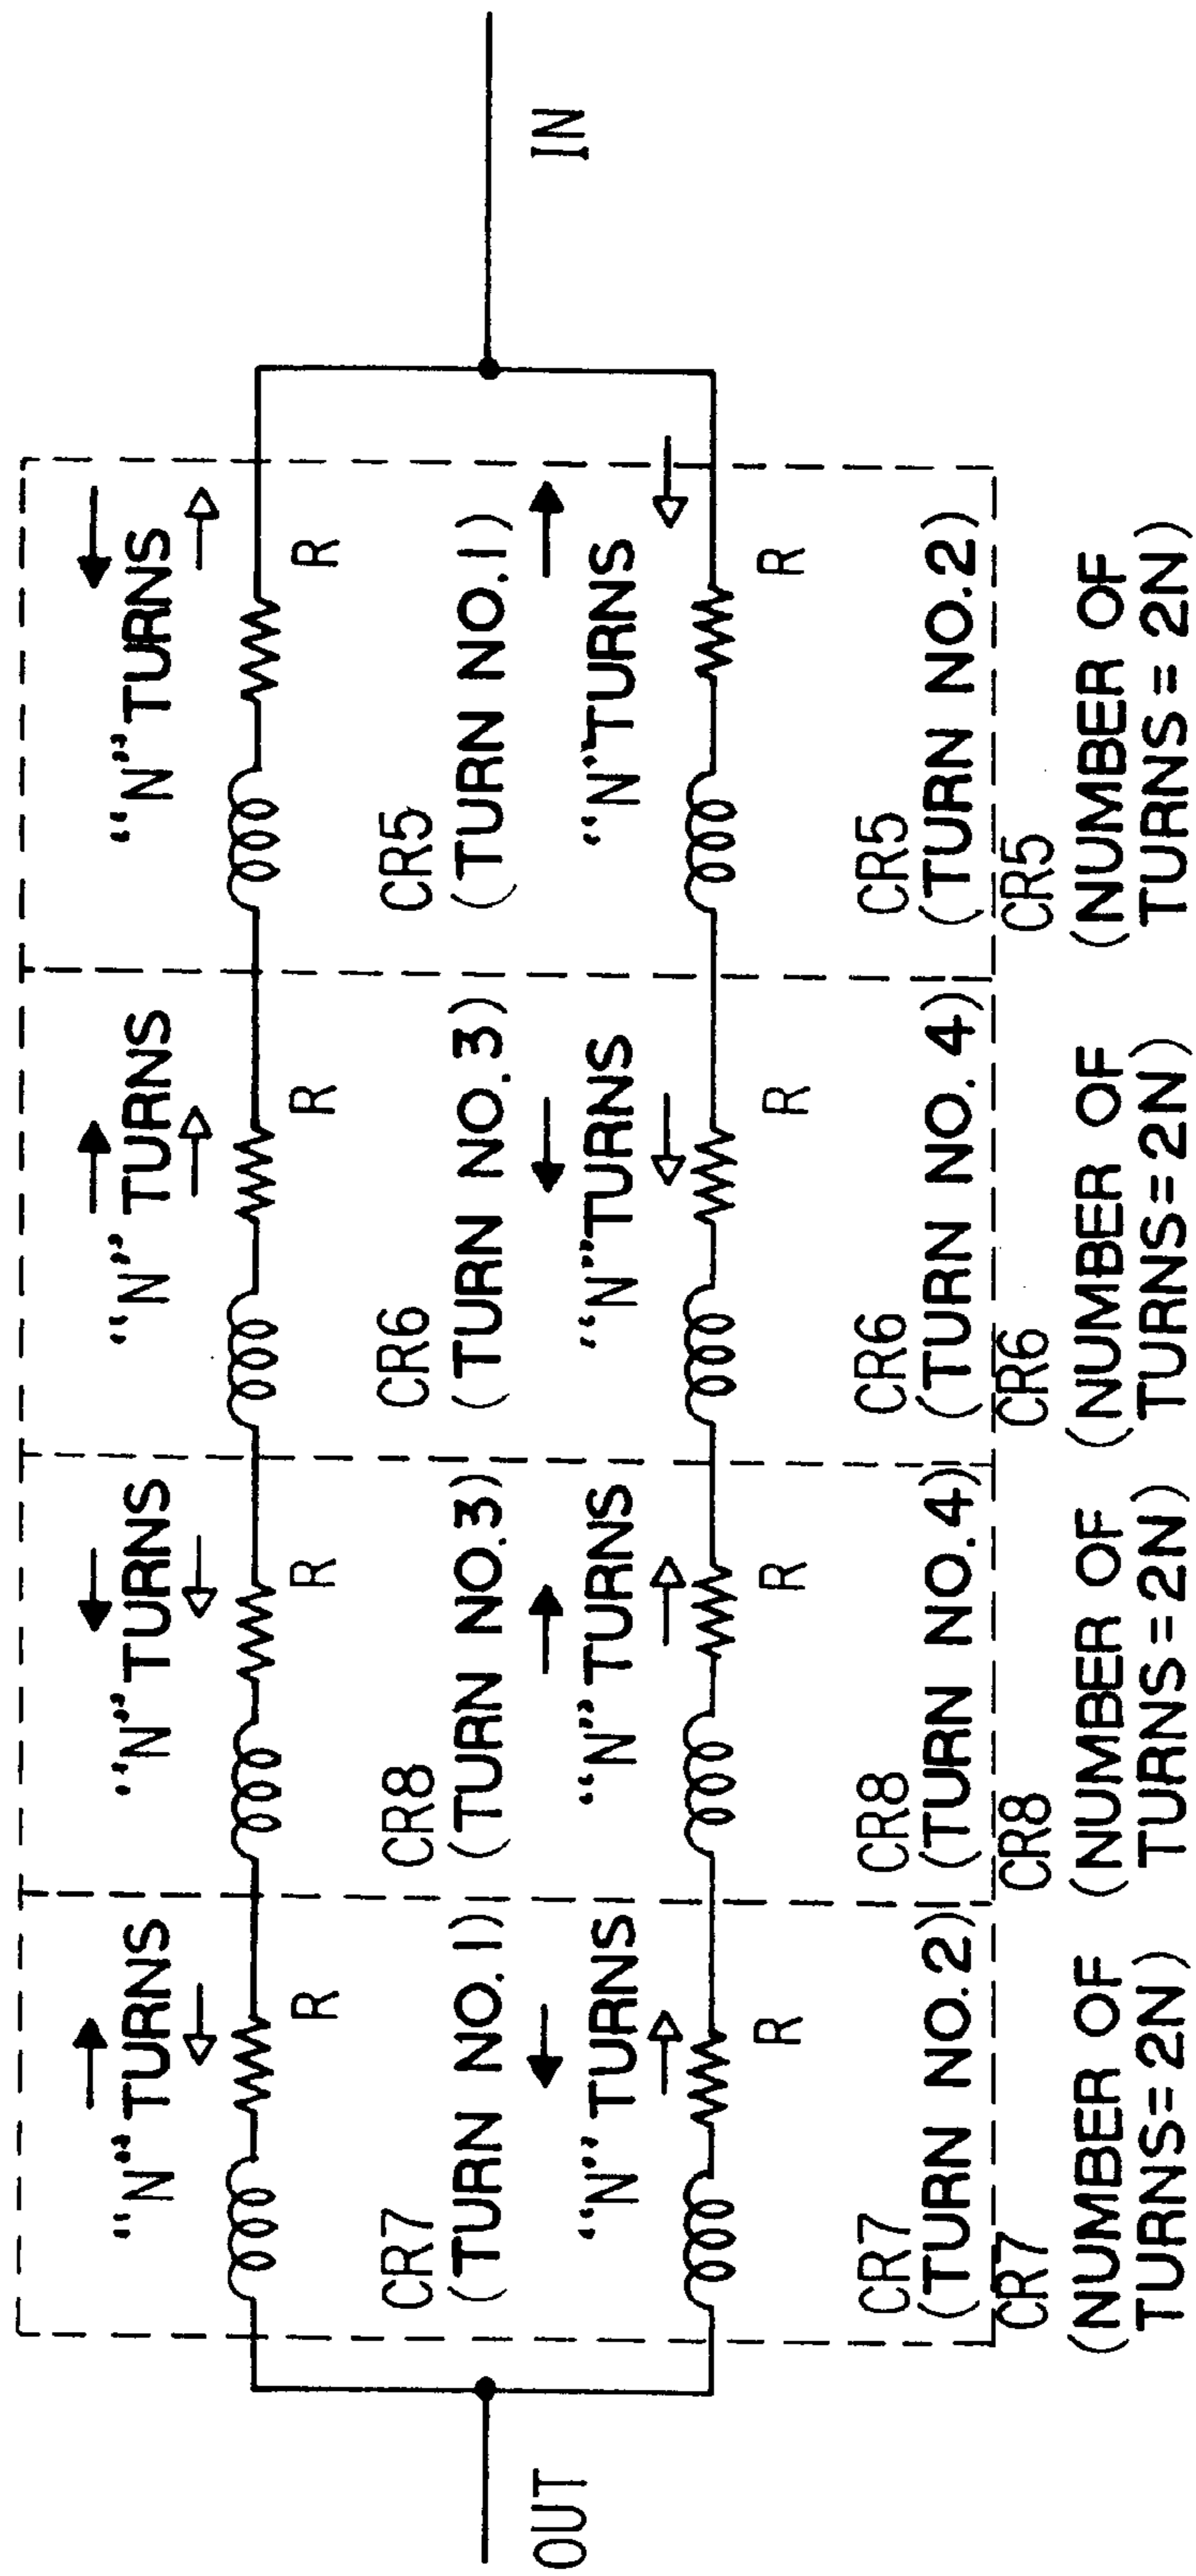 OUT
IN
"N" TURNS
"N" TURNS
"N" TURNS
"N" TURNS
R
R
R
R
CR7
(TURN NO. 1)
CR8
(TURN NO. 3)
CR6
(TURN NO. 3)
CR5
(TURN NO. 1)
"N" TURNS
"N" TURNS
"N" TURNS
"N" TURNS
R
R
R
R
CR7
(TURN NO. 2)
CR8
(TURN NO. 4)
CR6
(TURN NO. 4)
CR5
(TURN NO. 2)
CR7
(NUMBER OF
TURNS = 2N)
CR8
(NUMBER OF
TURNS = 2N)
CR6
(NUMBER OF
TURNS = 2N)
CR5
(NUMBER OF
TURNS = 2N)